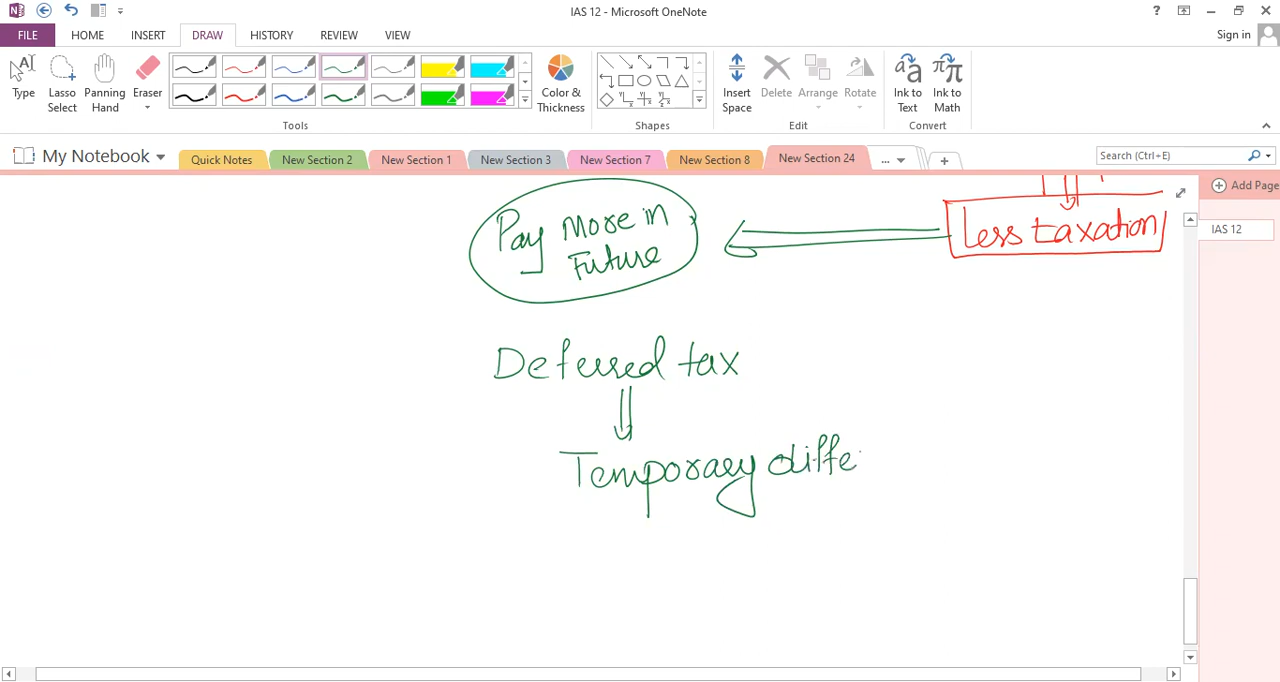 IAS 12 - Microsoft OneNote
?
FILE HOME INSERT DRAW HISTORY REVIEW VIEW
Sign in
Type Lasso Select Panning Hand Eraser
Color & Thickness
Insert Space Delete Arrange Rotate
Ink to Text Ink to Math
Tools Shapes Edit Convert
My Notebook Quick Notes New Section 2 New Section 1 New Section 3 New Section 7 New Section 8 New Section 24 ... +
Search (Ctrl+E)
Add Page
IAS 12
Pay More in
Future
less taxation
Deferred tax
Temporary diffe